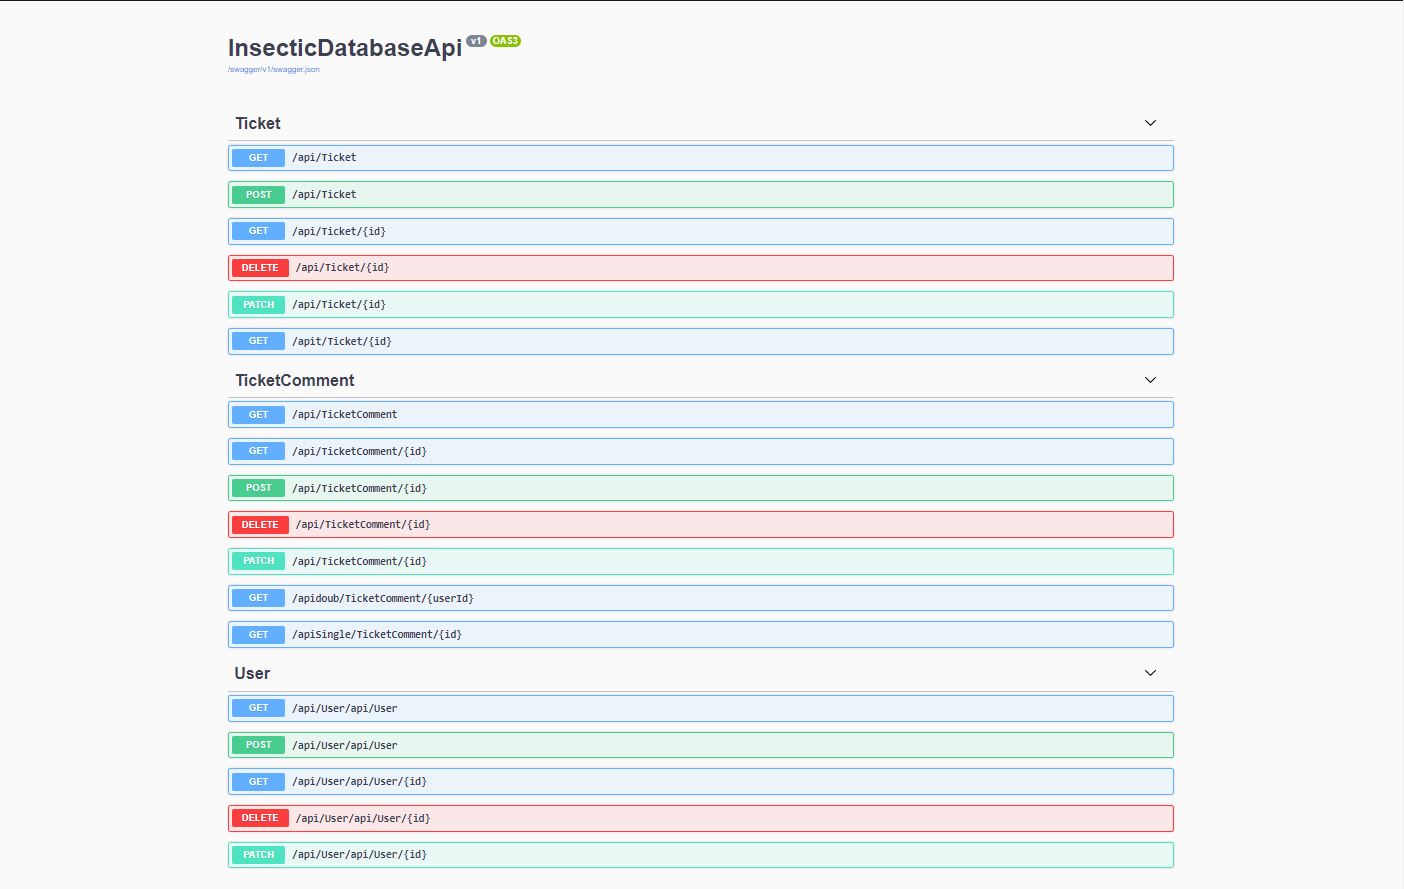 InsecticDatabaseApi v1 OAS3
/swagger/v1/swagger.json
Ticket
GET /api/Ticket
POST /api/Ticket
GET /api/Ticket/{id}
DELETE /api/Ticket/{id}
PATCH /api/Ticket/{id}
GET /apit/Ticket/{id}
TicketComment
GET /api/TicketComment
GET /api/TicketComment/{id}
POST /api/TicketComment/{id}
DELETE /api/TicketComment/{id}
PATCH /api/TicketComment/{id}
GET /apidoub/TicketComment/{userId}
GET /apiSingle/TicketComment/{id}
User
GET /api/User/api/User
POST /api/User/api/User
GET /api/User/api/User/{id}
DELETE /api/User/api/User/{id}
PATCH /api/User/api/User/{id}